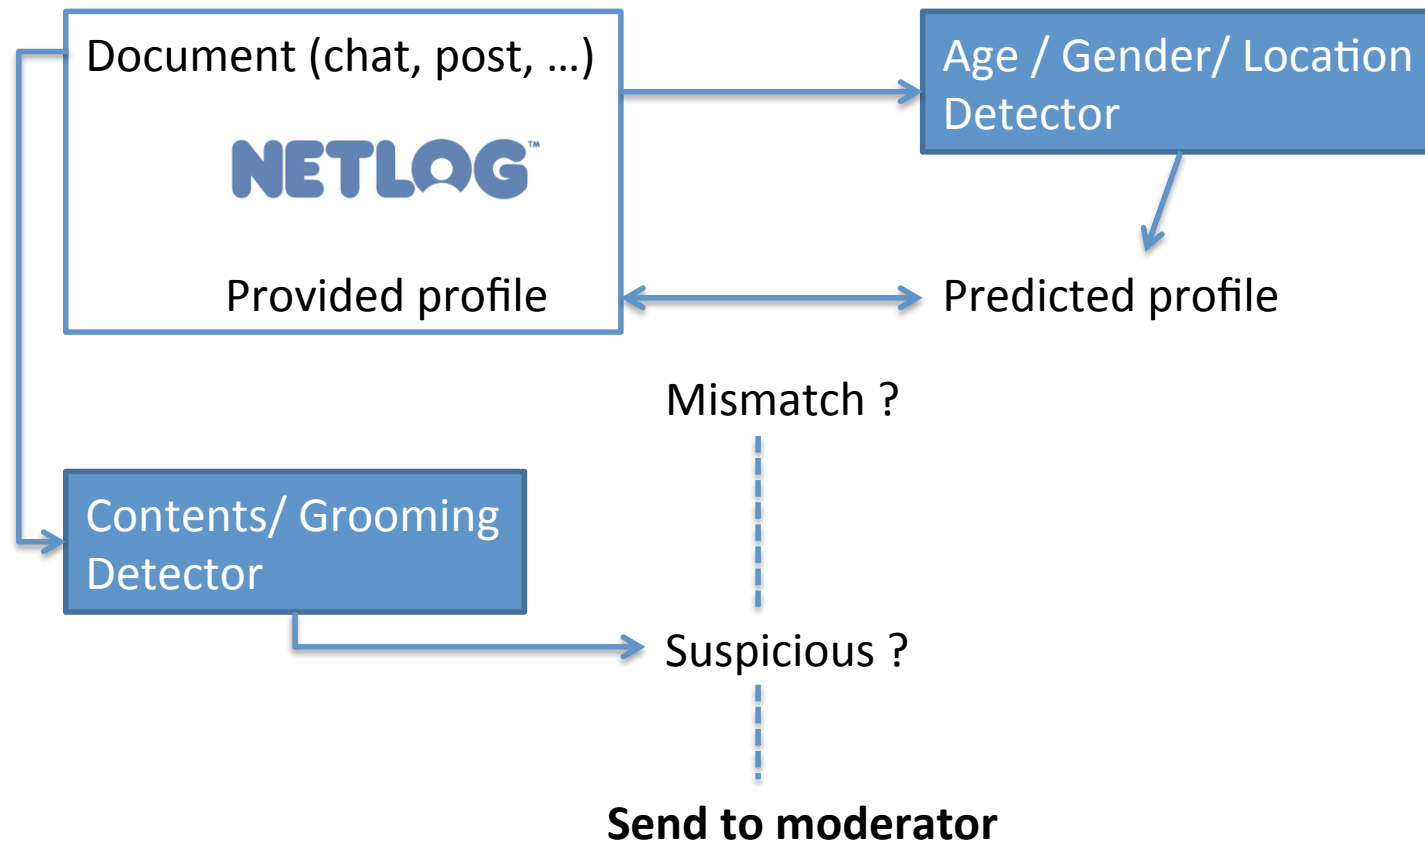 Document (chat, post, …)
NETLOG™
Provided profile
Age / Gender/ Location
Detector
Predicted profile
Mismatch ?
Contents/ Grooming
Detector
Suspicious ?
Send to moderator